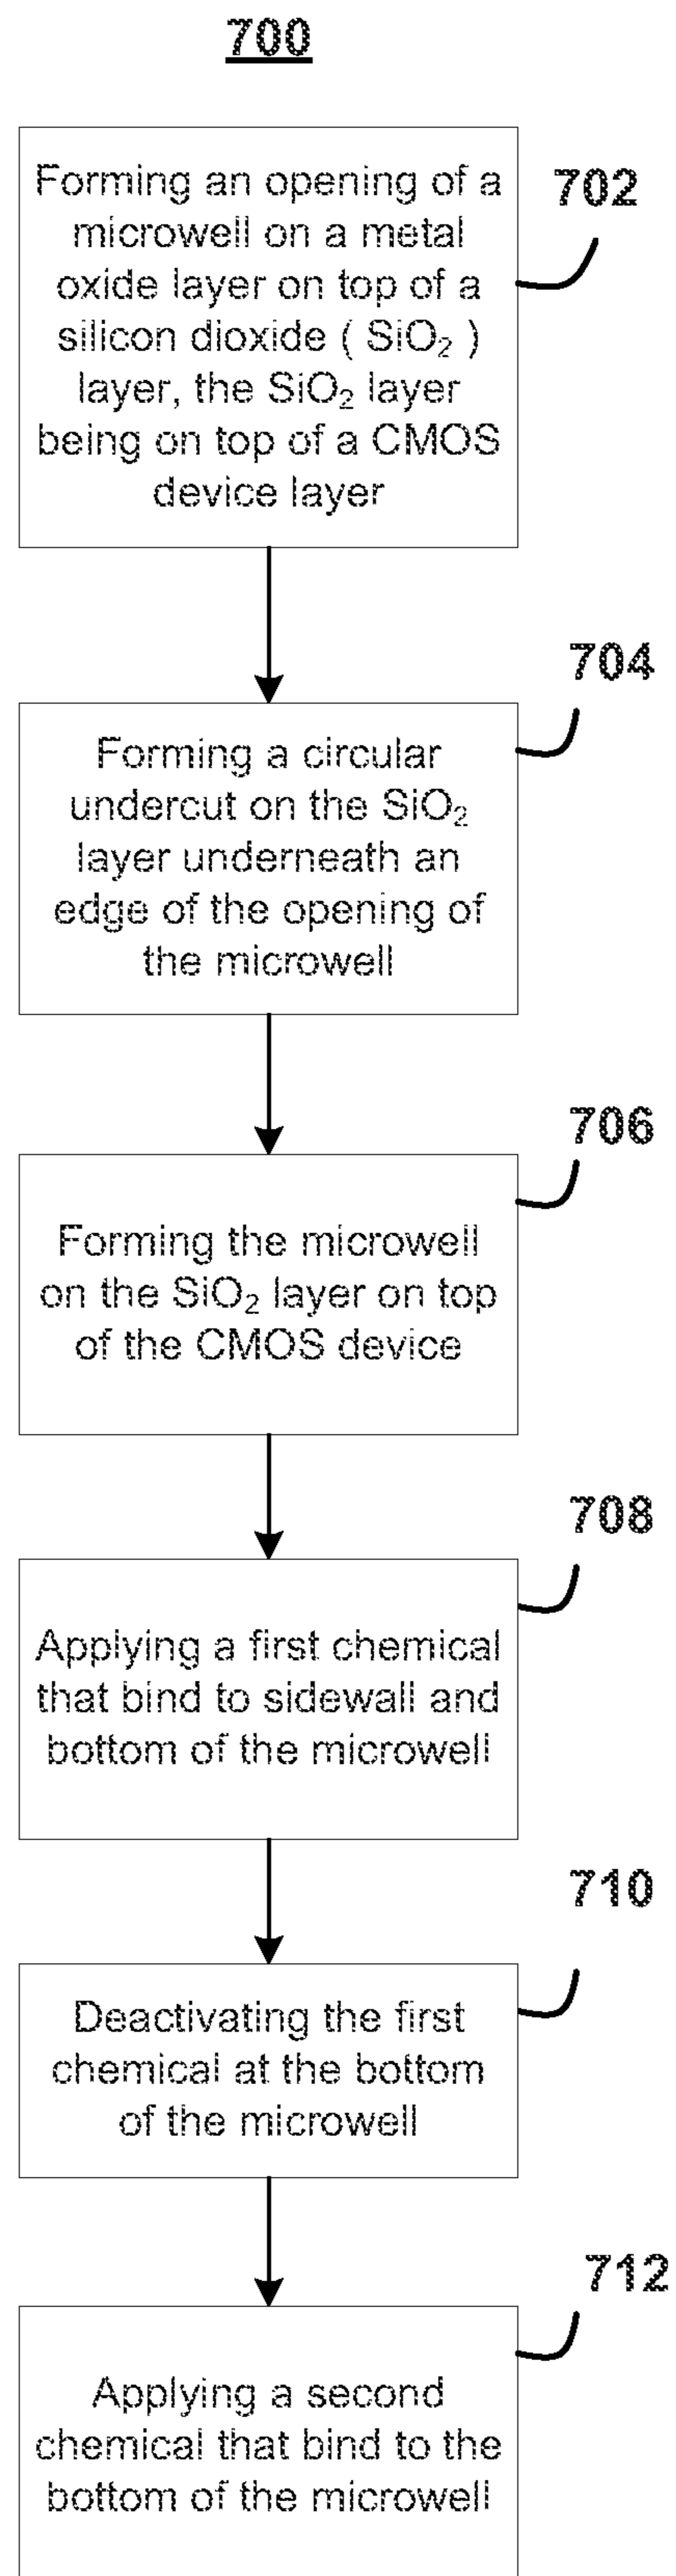 700
Forming an opening of a
microwell on a metal
oxide layer on top of a
silicon dioxide ( SiO₂ )
layer, the SiO₂ layer
being on top of a CMOS
device layer
702
Forming a circular
undercut on the SiO₂
layer underneath an
edge of the opening of
the microwell
704
Forming the microwell
on the SiO₂ layer on top
of the CMOS device
706
Applying a first chemical
that bind to sidewall and
bottom of the microwell
708
Deactivating the first
chemical at the bottom
of the microwell
710
Applying a second
chemical that bind to the
bottom of the microwell
712